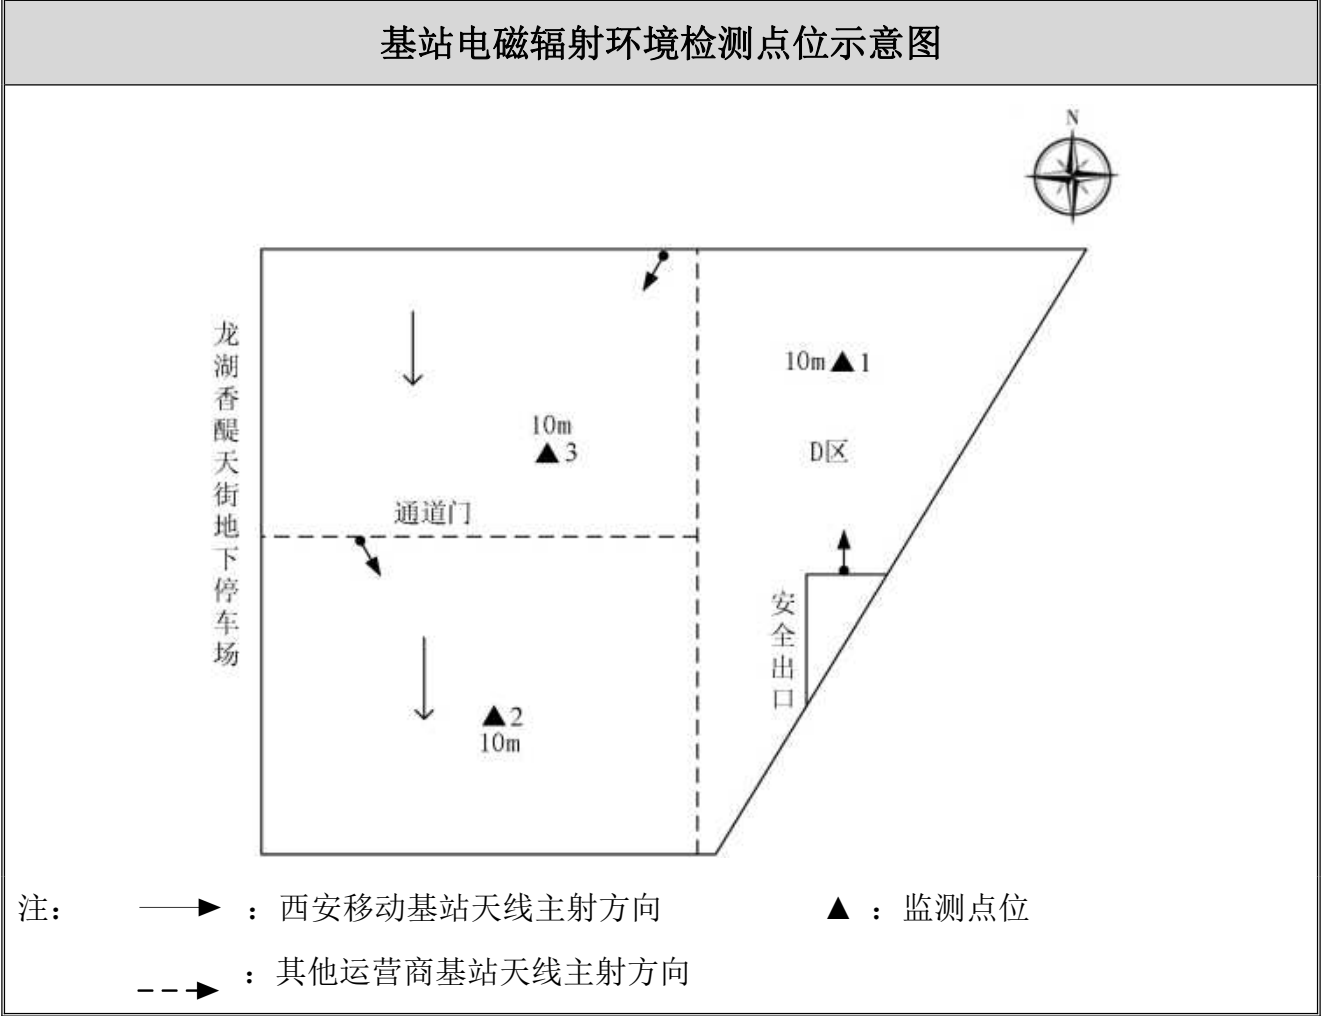 基站电磁辐射环境检测点位示意图
N
龙湖香醍天街地下停车场
10m▲1
10m
▲3
D区
通道门
安全出口
▲2
10m
注： ：西安移动基站天线主射方向 ▲：监测点位
：其他运营商基站天线主射方向